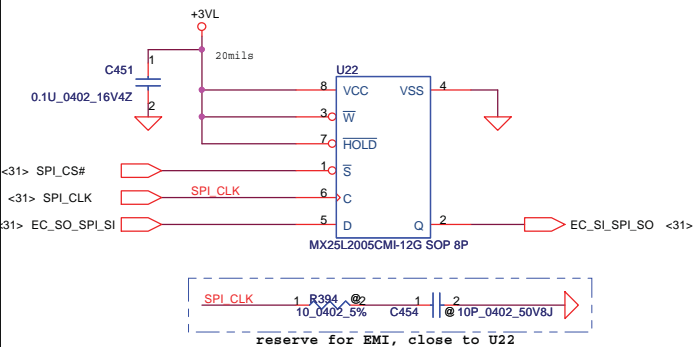 +3VL
20mils
C451
1
2
0.1U_0402_16V4Z
U22
8 VCC VSS 4
3 W
7 HOLD
<31> SPI_CS# 1 S
<31> SPI_CLK SPI_CLK 6 C
<31> EC_SO_SPI_SI 5 D Q 2 EC_SI_SPI_SO <31>
MX25L2005CMI-12G SOP 8P
SPI_CLK 1 R394 @ 2 1 2
10_0402_5% C454 @ 10P_0402_50V8J
reserve for EMI, close to U22